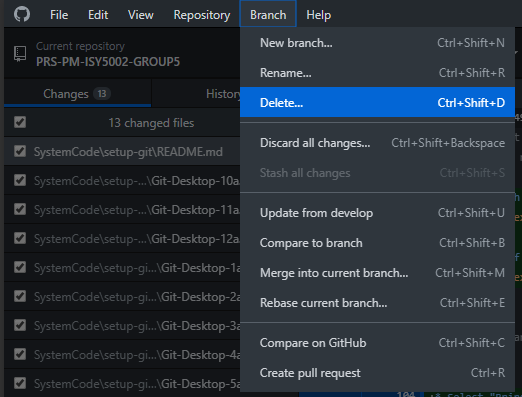 File Edit View Repository Branch Help
Current repository
PRS-PM-ISY5002-GROUP5
Changes 13 History
13 changed files
SystemCode\setup-git\README.md
SystemCode\setup-gi...\Git-Desktop-10a
SystemCode\setup-gi...\Git-Desktop-11a
SystemCode\setup-gi...\Git-Desktop-12a
SystemCode\setup-gi...\Git-Desktop-1a
SystemCode\setup-gi...\Git-Desktop-2a
SystemCode\setup-gi...\Git-Desktop-3a
SystemCode\setup-gi...\Git-Desktop-4a
SystemCode\setup-gi...\Git-Desktop-5a
New branch... Ctrl+Shift+N
Rename... Ctrl+Shift+R
Delete... Ctrl+Shift+D
Discard all changes... Ctrl+Shift+Backspace
Stash all changes Ctrl+Shift+S
Update from develop Ctrl+Shift+U
Compare to branch Ctrl+Shift+B
Merge into current branch... Ctrl+Shift+M
Rebase current branch... Ctrl+Shift+E
Compare on GitHub Ctrl+Shift+C
Create pull request Ctrl+R
104